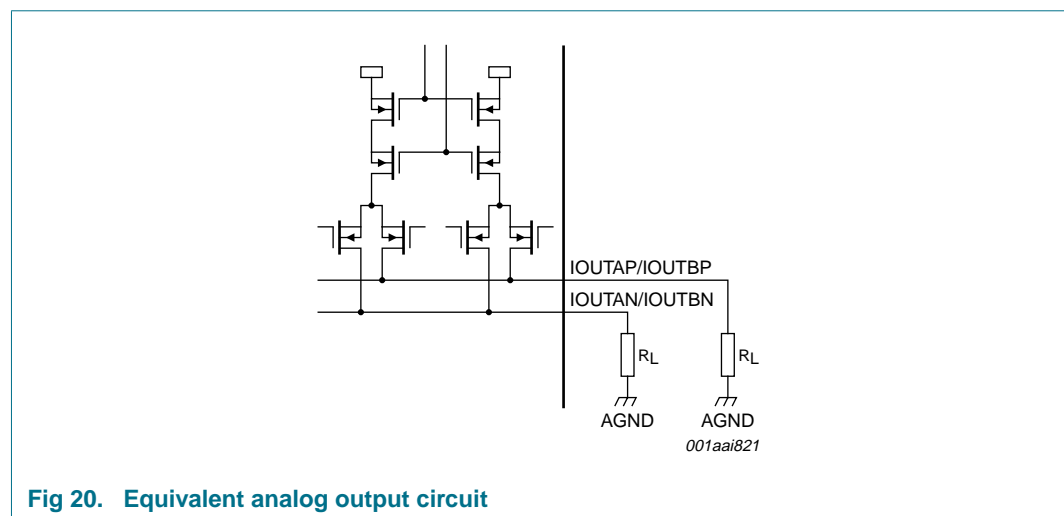 IOUTAP/IOUTBP
IOUTAN/IOUTBN
RL RL
AGND AGND
001aai821
Fig 20. Equivalent analog output circuit